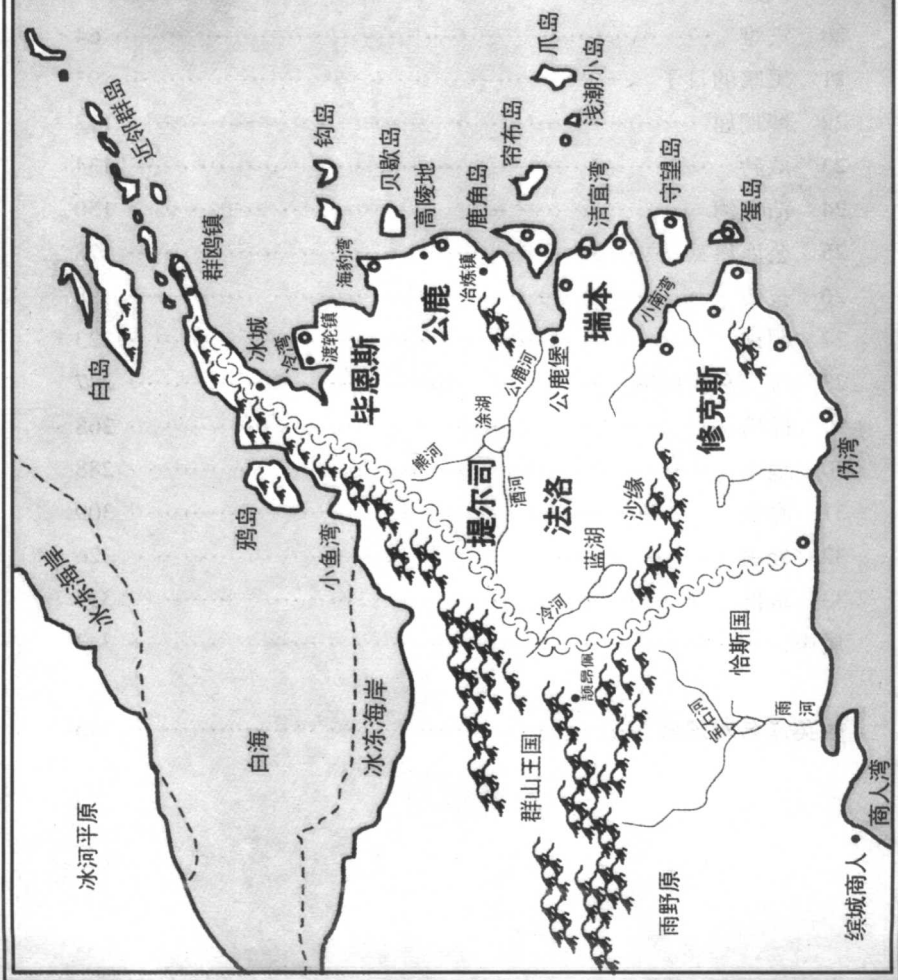 近邻群岛
爪岛
浅潮小岛
钩岛
贝歇岛
高陵地
鹿角岛
帘布岛
洁宜湾
守望岛
蛋岛
群鸥镇
海豹湾
公鹿
冶炼镇
瑞本
小南湾
白岛
冰城
冷湾
渡轮镇
毕恩斯
公鹿河
公鹿堡
修克斯
涂湖
熊河
提尔司
酒河
法洛
沙缘
伪湾
鸦岛
小鱼湾
蓝湖
冷河
冰冻海岸
颉昂佩
恰斯国
白海
冰冻海岸
群山王国
雨河
商人湾
冰河平原
雨野原
缤城商人